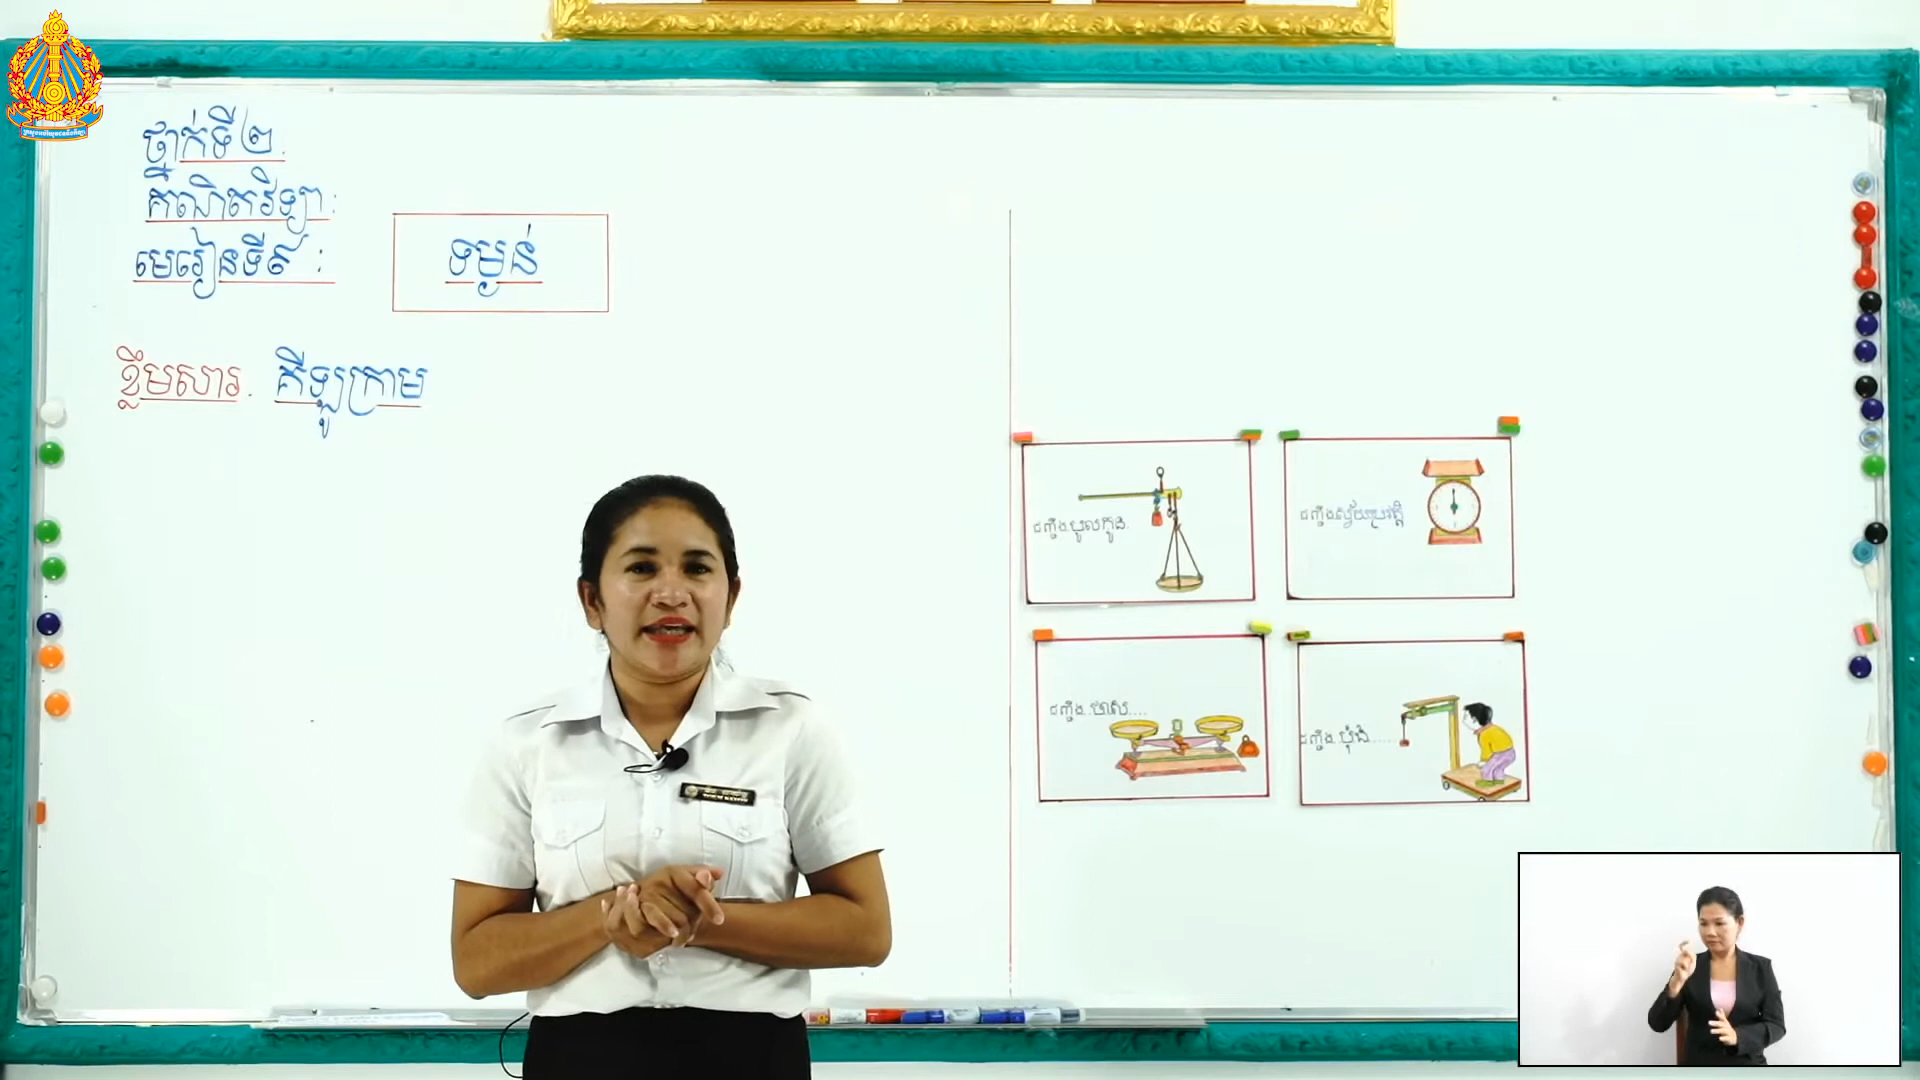 ថ្នាក់ទី២.
គណិតវិទ្យា:
មេរៀនទី៩ :
ទម្ងន់
ខ្លឹមសារ. គីឡូក្រាម
ជញ្ជីង.បូលក្លូន.
ជញ្ជីងស្វ័យប្រវត្តិ
ជញ្ជីង..មាស....
ជញ្ជីង..ប៉ុង.....